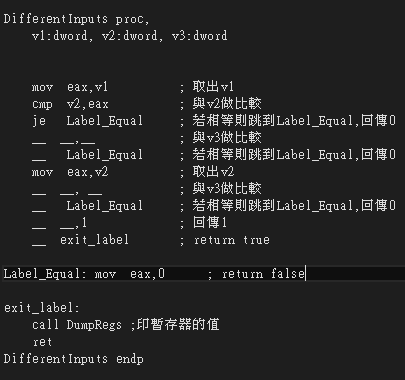 DifferentInputs proc,
v1:dword, v2:dword, v3:dword
mov eax,v1 ; 取出v1
cmp v2,eax ; 與v2做比較
je Label_Equal ; 若相等則跳到Label_Equal,回傳0
__ __,__ ; 與v3做比較
__ Label_Equal ; 若相等則跳到Label_Equal,回傳0
mov eax,v2 ; 取出v2
__ __, __ ; 與v3做比較
__ Label_Equal ; 若相等則跳到Label_Equal,回傳0
__ __,1 ; 回傳1
__ exit_label ; return true
Label_Equal: mov eax,0 ; return false
exit_label:
call DumpRegs ;印暫存器的值
ret
DifferentInputs endp